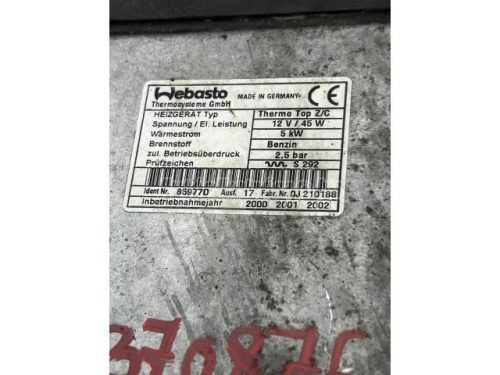 Webasto
Thermosysteme GmbH
MADE IN GERMANY
CE
HEIZGERÄT Typ Thermo Top Z/C
Spannung / El. Leistung 12 V / 45 W
Wärmestrom 5 kW
Brennstoff Benzin
zul. Betriebsüberdruck 2,5 bar
Prüfzeichen S 292
Ident Nr. 85977D Ausf. 17 Fabr. Nr. 0J 210188
Inbetriebnahmejahr 2000 2001 2002